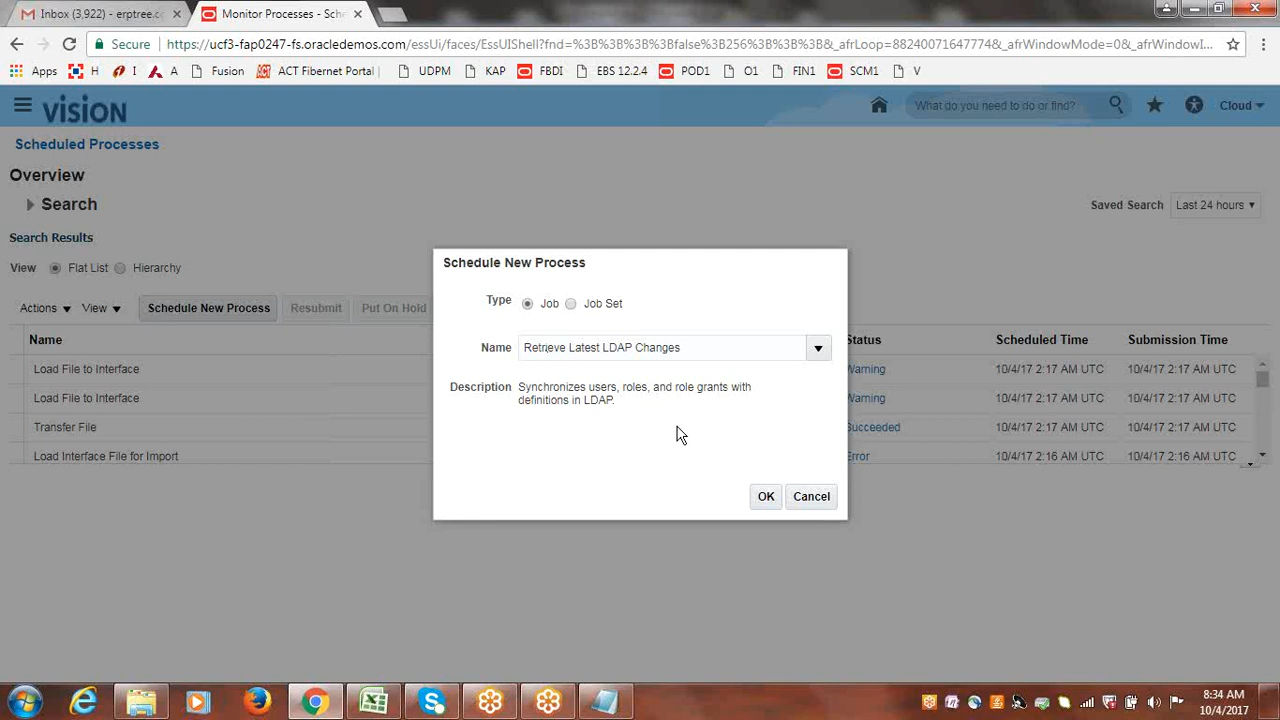 Inbox (3,922) - erptree.c
Monitor Processes - Sch
Secure
https://ucf3-fap0247-fs.oracledemos.com/essUi/faces/EssUIShell?fnd=%3B%3B%3B%3Bfalse%3B256%3B%3B&_afrLoop=88240071647774&_afrWindowMode=0&_afrWindowI...
Apps H I A Fusion ACT Fibernet Portal UDPM KAP FBDI EBS 12.2.4 POD1 O1 FIN1 SCM1 V
VISION
What do you need to do or find?
Cloud
Scheduled Processes
Overview
Search
Saved Search Last 24 hours
Search Results
View Flat List Hierarchy
Actions View Schedule New Process Resubmit Put On Hold
Name Status Scheduled Time Submission Time
Load File to Interface Warning 10/4/17 2:17 AM UTC 10/4/17 2:17 AM UTC
Load File to Interface Warning 10/4/17 2:17 AM UTC 10/4/17 2:17 AM UTC
Transfer File Succeeded 10/4/17 2:17 AM UTC 10/4/17 2:17 AM UTC
Load Interface File for Import Error 10/4/17 2:16 AM UTC 10/4/17 2:16 AM UTC
Schedule New Process
Type Job Job Set
Name Retrieve Latest LDAP Changes
Description Synchronizes users, roles, and role grants with
definitions in LDAP.
OK Cancel
8:34 AM
10/4/2017